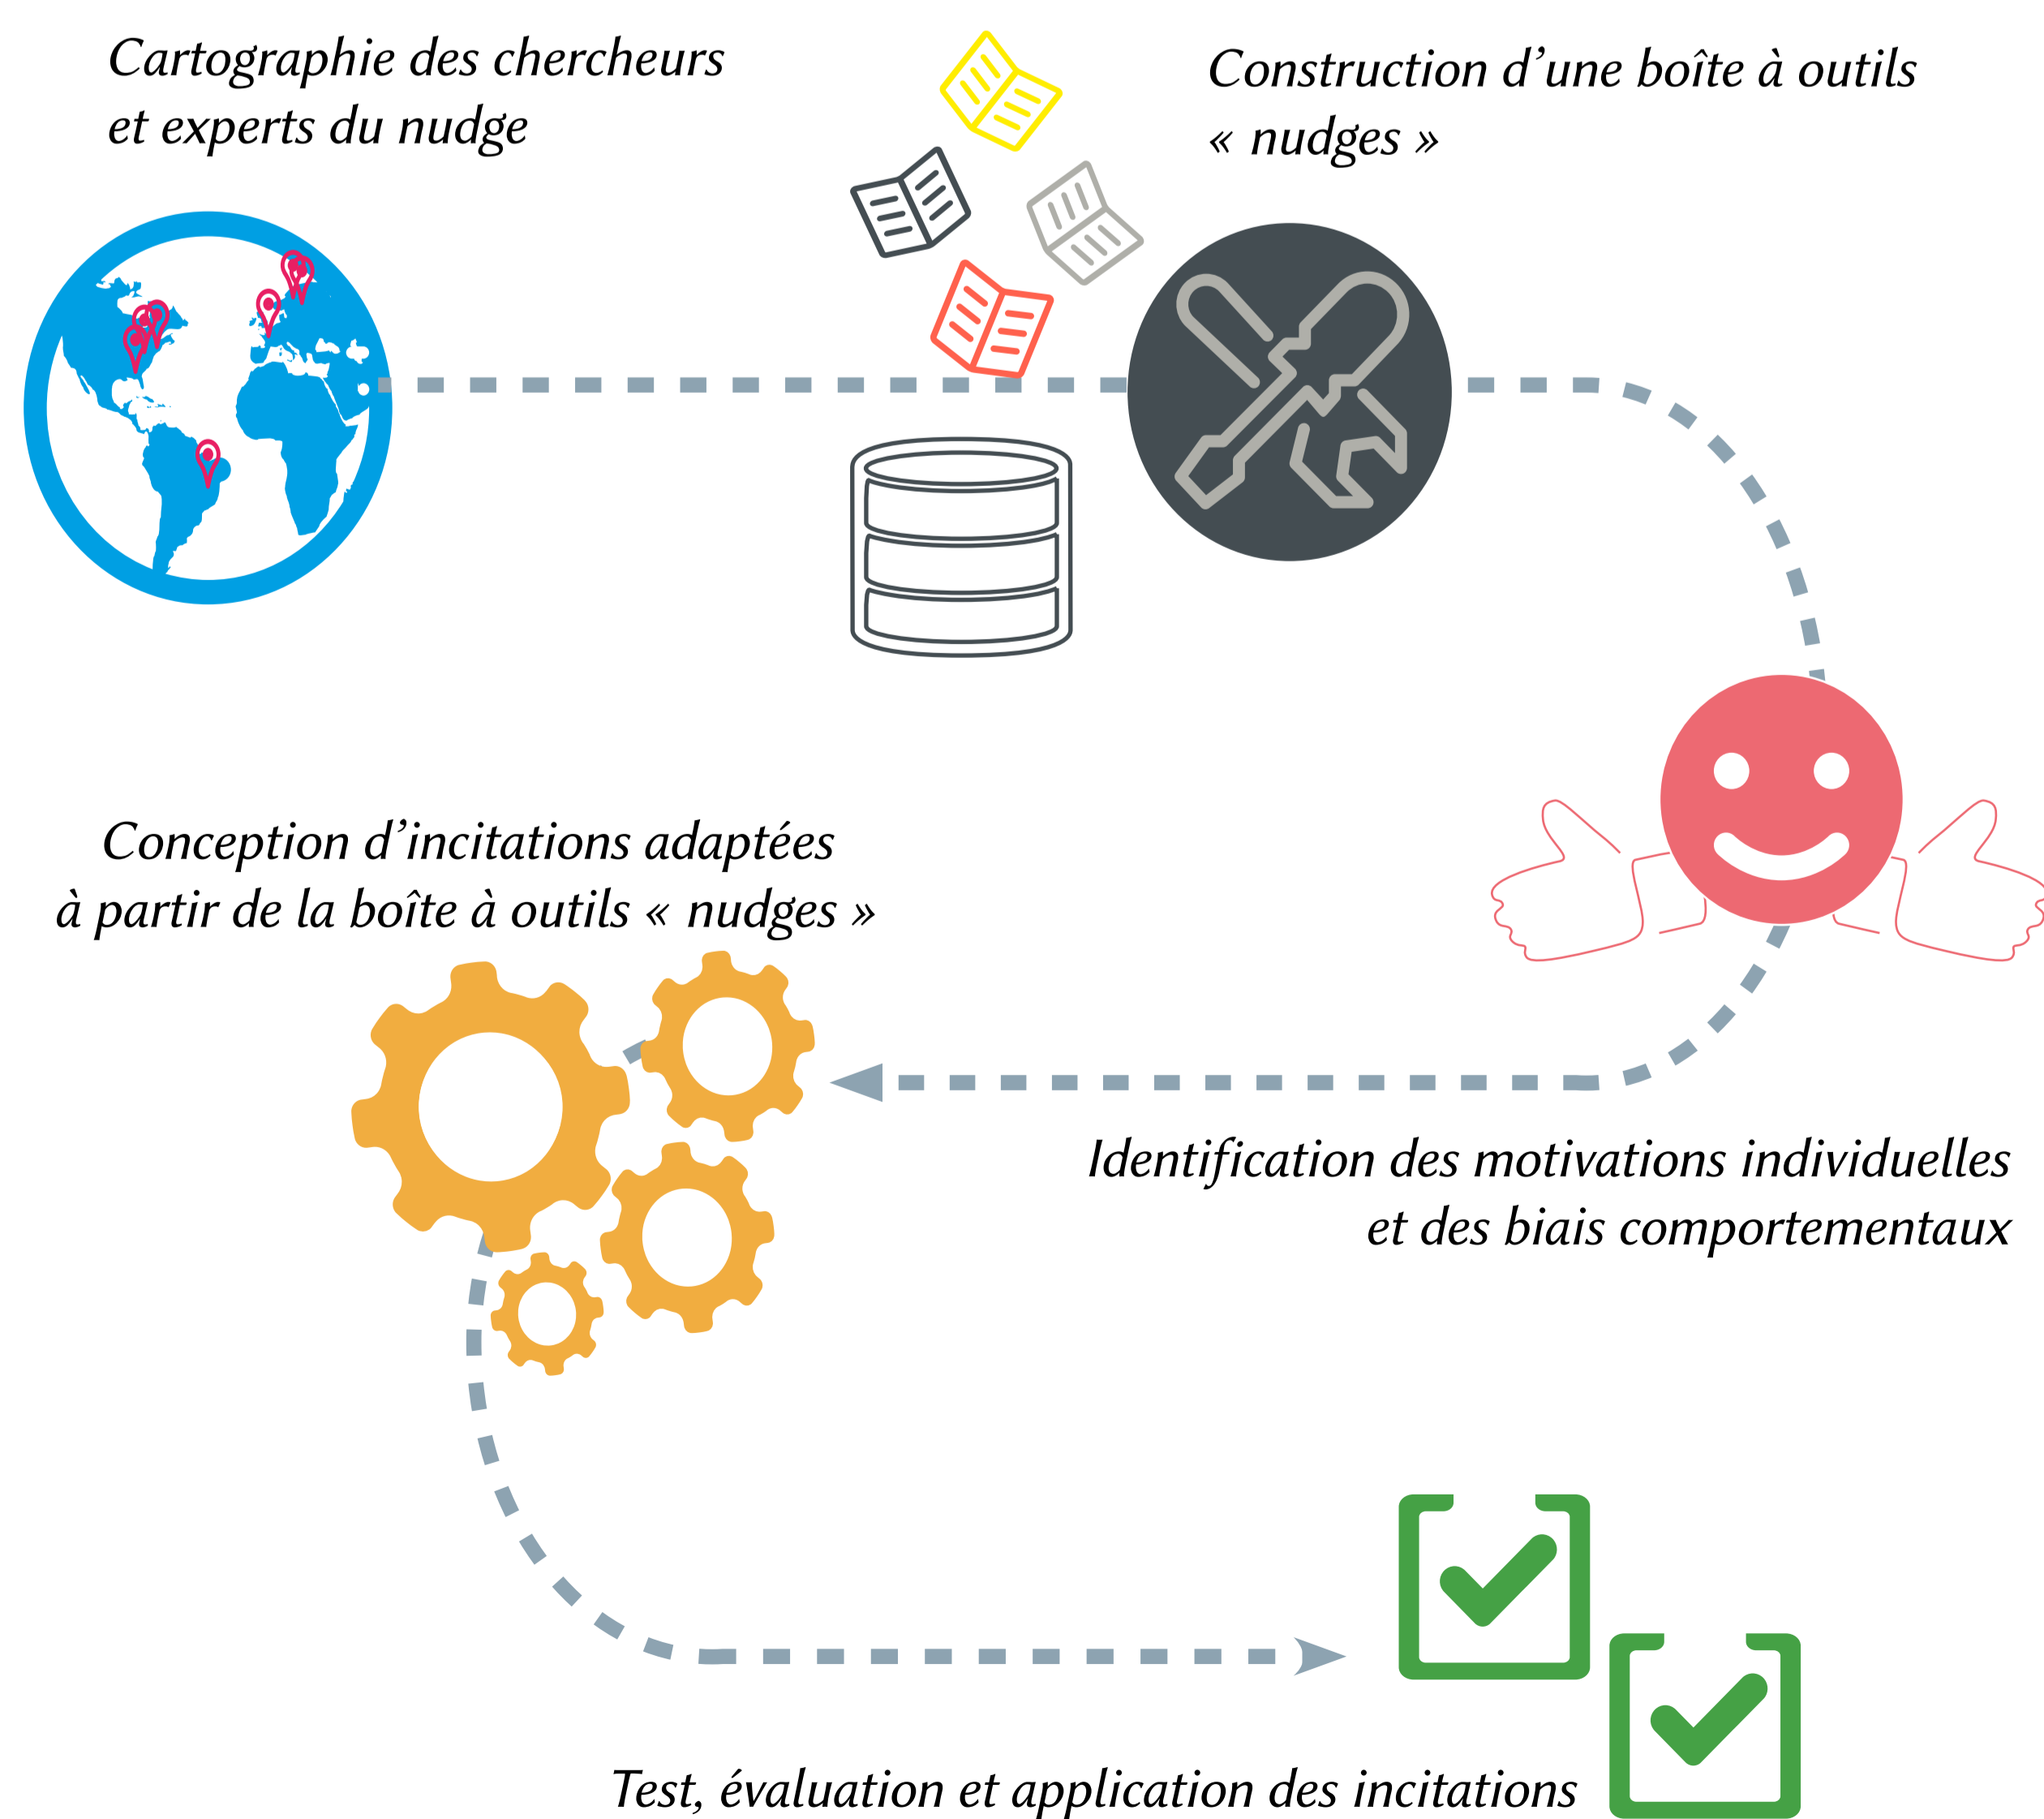 Cartographie des chercheurs
et experts du nudge
Construction d’une boîte à outils
« nudges »
Identification des motivations individuelles
et des biais comportementaux
Conception d’incitations adaptées
à partir de la boîte à outils « nudges »
Test, évaluation et application des incitations